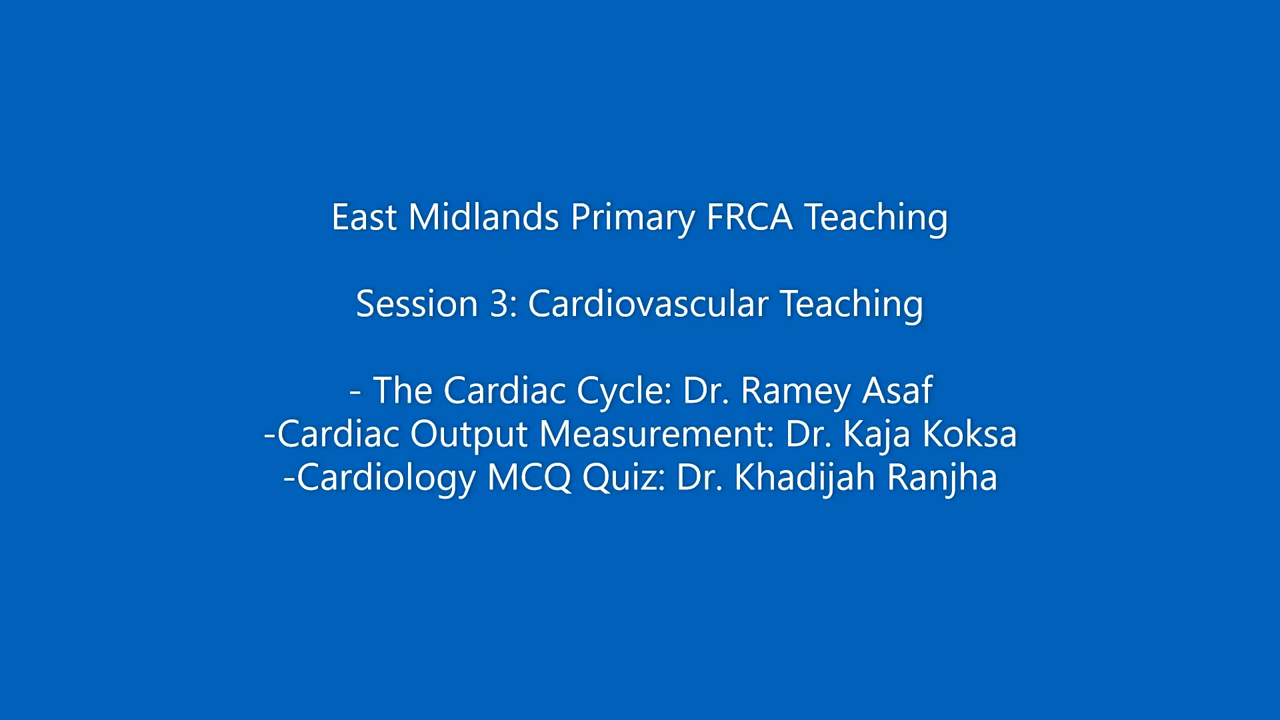 East Midlands Primary FRCA Teaching
Session 3: Cardiovascular Teaching
- The Cardiac Cycle: Dr. Ramey Asaf
-Cardiac Output Measurement: Dr. Kaja Koksa
-Cardiology MCQ Quiz: Dr. Khadijah Ranjha